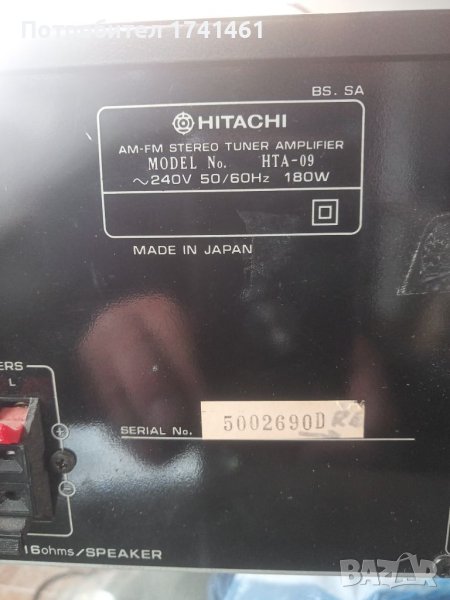 Потребител 1741461
BS. SA
HITACHI
AM-FM STEREO TUNER AMPLIFIER
MODEL No. HTA-09
~240V 50/60Hz 180W
MADE IN JAPAN
ERS
L
SERIAL No. 5002690D
16ohms/SPEAKER
BAZAR